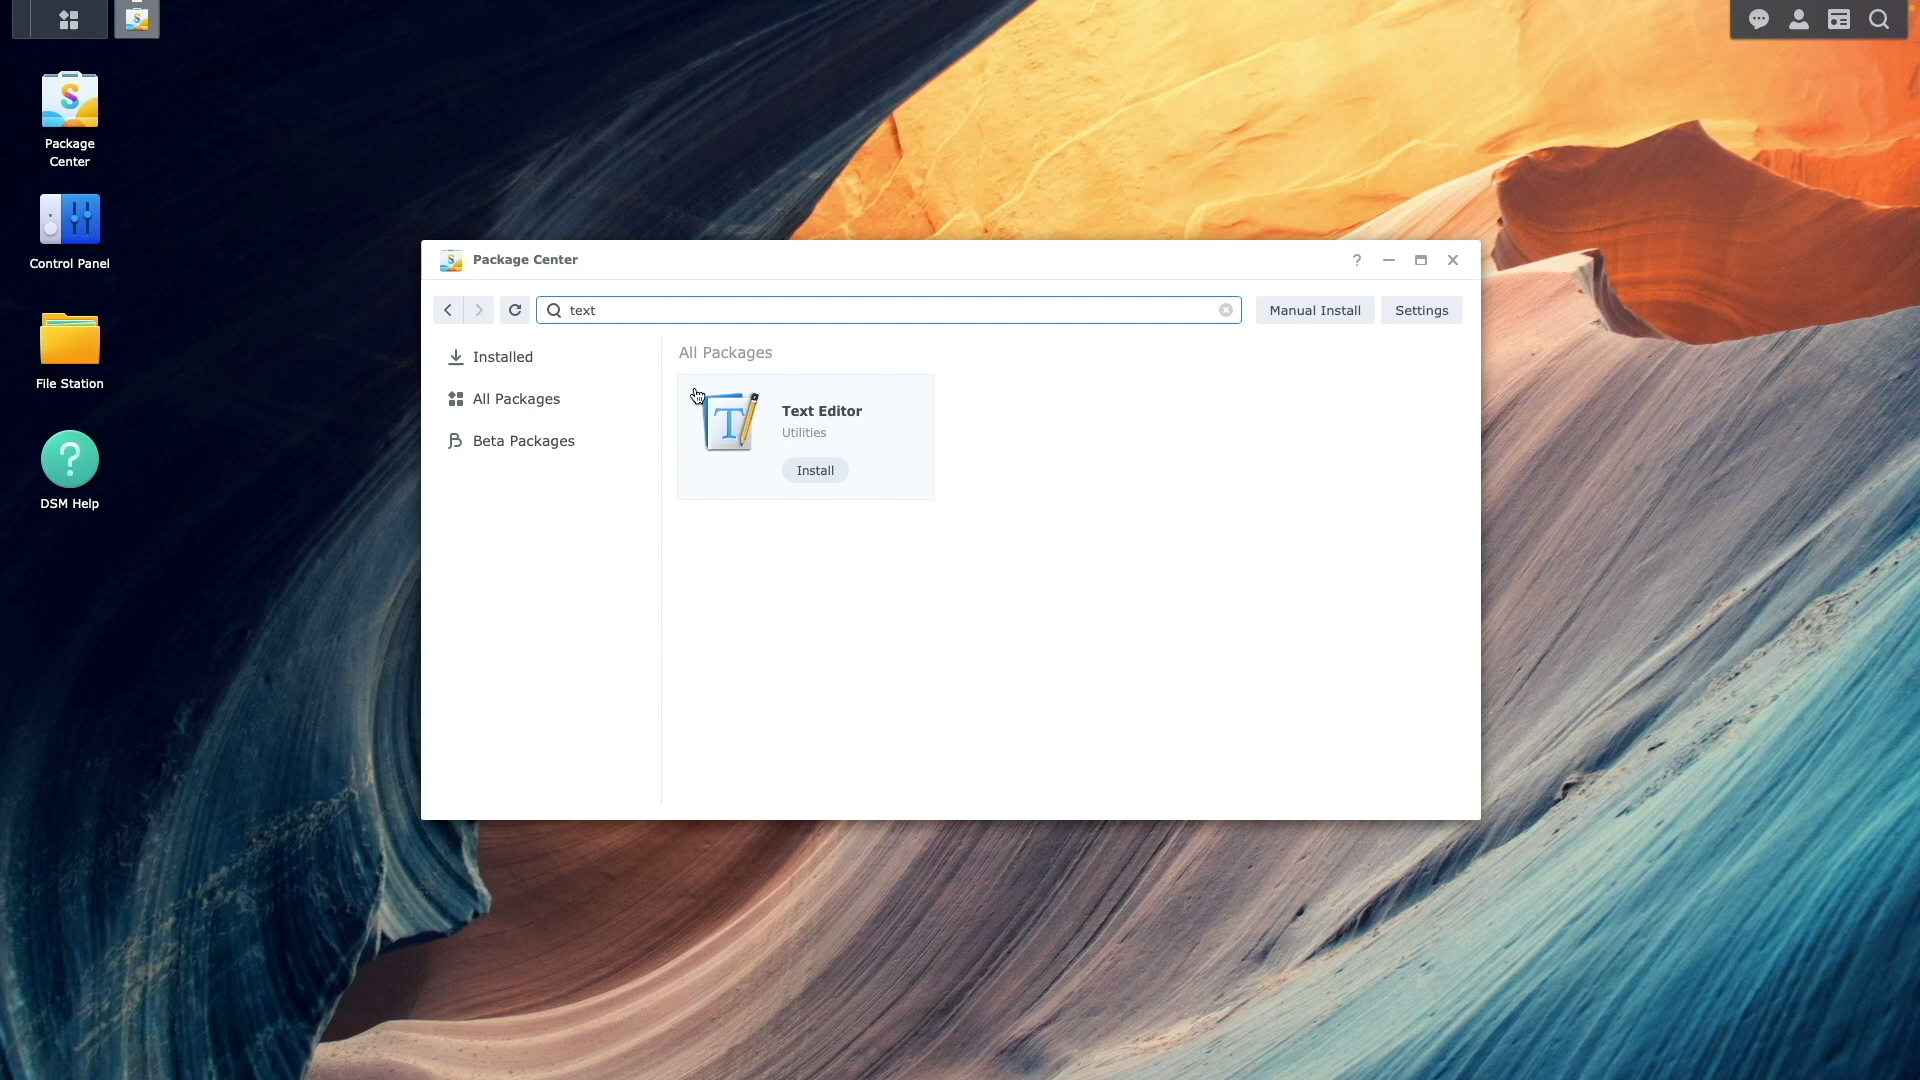 Package
Center
Control Panel
File Station
DSM Help
Package Center
text
Manual Install
Settings
Installed
All Packages
Beta Packages
All Packages
Text Editor
Utilities
Install